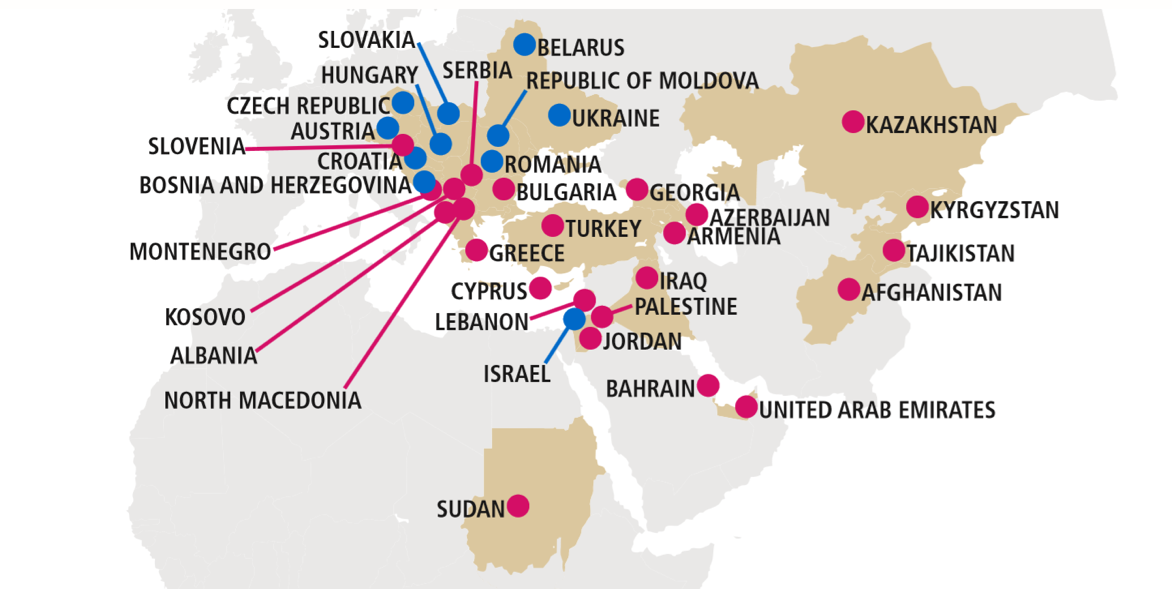 SLOVAKIA
BELARUS
HUNGARY
SERBIA
REPUBLIC OF MOLDOVA
CZECH REPUBLIC
UKRAINE
AUSTRIA
KAZAKHSTAN
SLOVENIA
CROATIA
ROMANIA
BOSNIA AND HERZEGOVINA
BULGARIA
GEORGIA
KYRGYZSTAN
AZERBAIJAN
TURKEY
ARMENIA
MONTENEGRO
GREECE
TAJIKISTAN
IRAQ
CYPRUS
AFGHANISTAN
PALESTINE
KOSOVO
LEBANON
JORDAN
ALBANIA
ISRAEL
BAHRAIN
NORTH MACEDONIA
UNITED ARAB EMIRATES
SUDAN